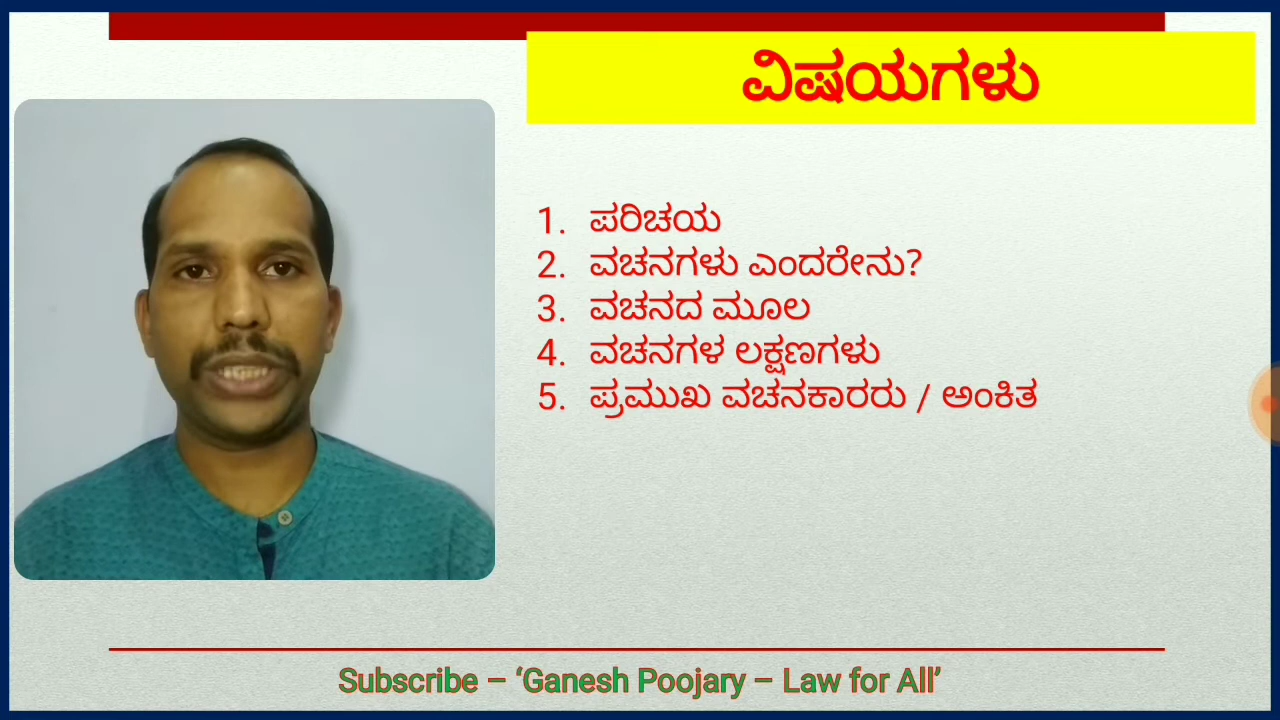 ವಿಷಯಗಳು
1. ಪರಿಚಯ
2. ವಚನಗಳು ಎಂದರೇನು?
3. ವಚನದ ಮೂಲ
4. ವಚನಗಳ ಲಕ್ಷಣಗಳು
5. ಪ್ರಮುಖ ವಚನಕಾರರು / ಅಂಕಿತ
Subscribe – ‘Ganesh Poojary – Law for All’